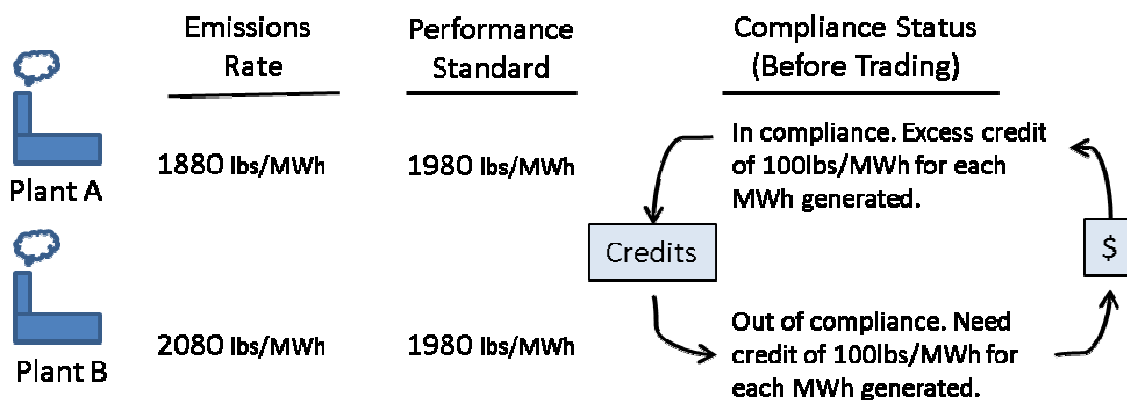 Emissions
Rate
Performance
Standard
Compliance Status
(Before Trading)
Plant A
1880 lbs/MWh
1980 lbs/MWh
In compliance. Excess credit
of 100lbs/MWh for each
MWh generated.
Credits
$
Plant B
2080 lbs/MWh
1980 lbs/MWh
Out of compliance. Need
credit of 100lbs/MWh for
each MWh generated.